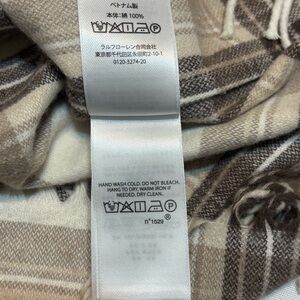 ベトナム製
本体:綿 100%
ラルフローレン合同会社
東京都千代田区永田町2-10-1
0120-3274-20
HAND WASH COLD. DO NOT BLEACH.
HANG TO DRY. WARM IRON IF
NEEDED. DRY CLEAN.
n°1629 ®